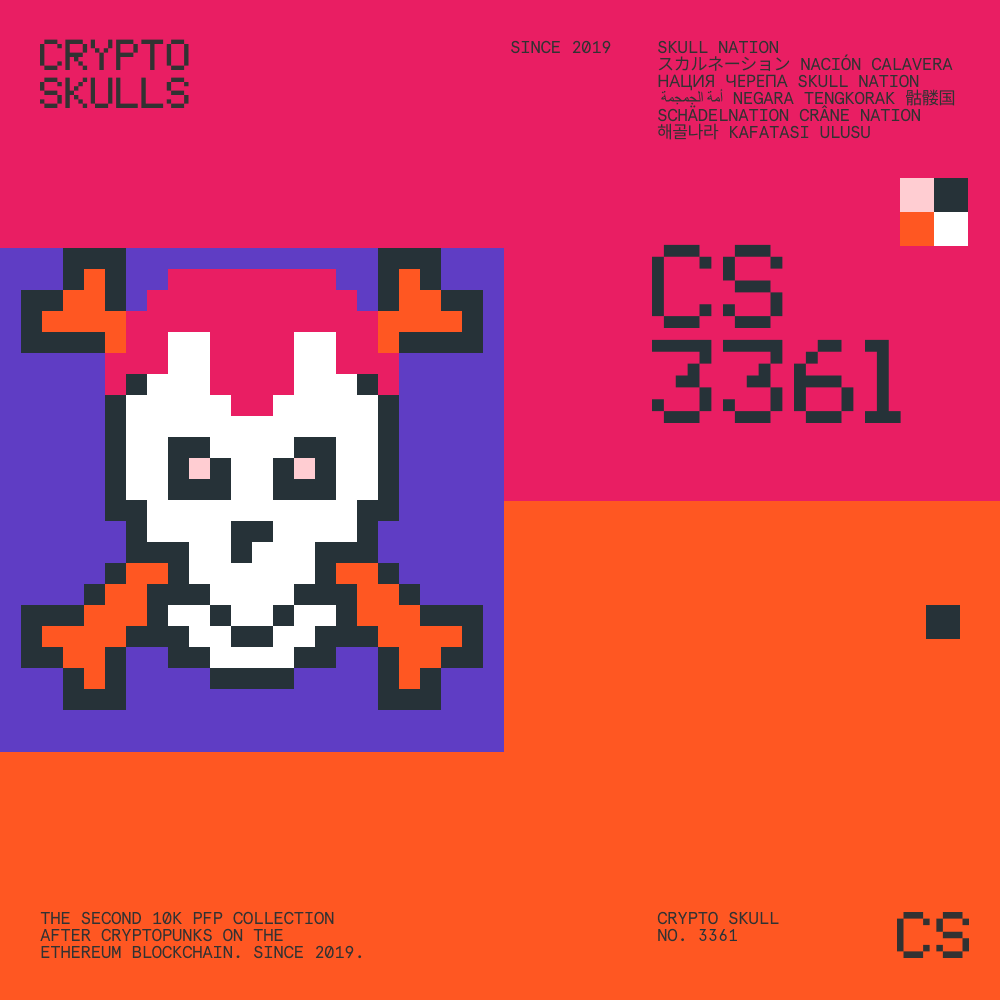 CRYPTO
SKULLS
SINCE 2019
SKULL NATION
スカルネーション NACIÓN CALAVERA
НАЦИЯ ЧЕРЕПА SKULL NATION
أمة الجمجمة NEGARA TENGKORAK 骷髅国
SCHÄDELNATION CRÂNE NATION
해골나라 KAFATASI ULUSU
CS
3361
THE SECOND 10K PFP COLLECTION
AFTER CRYPTOPUNKS ON THE
ETHEREUM BLOCKCHAIN. SINCE 2019.
CRYPTO SKULL
NO. 3361
CS